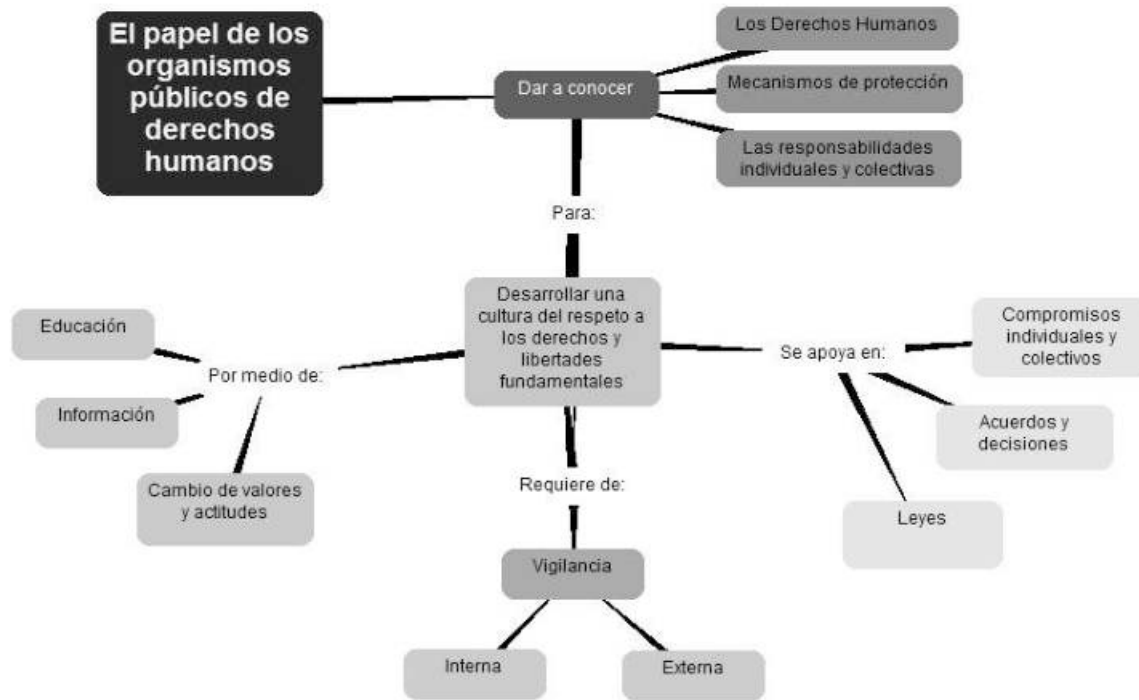 El papel de los
organismos
públicos de
derechos
humanos
Dar a conocer
Los Derechos Humanos
Mecanismos de protección
Las responsabilidades
individuales y colectivas
Para:
Desarrollar una
cultura del respeto a
los derechos y
libertades
fundamentales
Por medio de:
Educación
Información
Cambio de valores
y actitudes
Se apoya en:
Compromisos
individuales y
colectivos
Acuerdos y
decisiones
Leyes
Requiere de:
Vigilancia
Interna
Externa